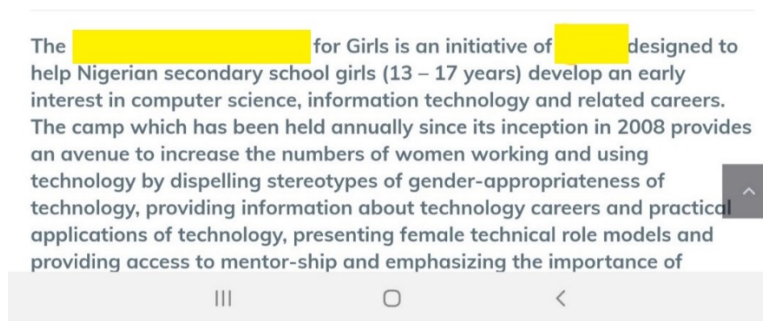 The for Girls is an initiative of designed to
help Nigerian secondary school girls (13 – 17 years) develop an early
interest in computer science, information technology and related careers.
The camp which has been held annually since its inception in 2008 provides
an avenue to increase the numbers of women working and using
technology by dispelling stereotypes of gender-appropriateness of
technology, providing information about technology careers and practical
applications of technology, presenting female technical role models and
providing access to mentor-ship and emphasizing the importance of